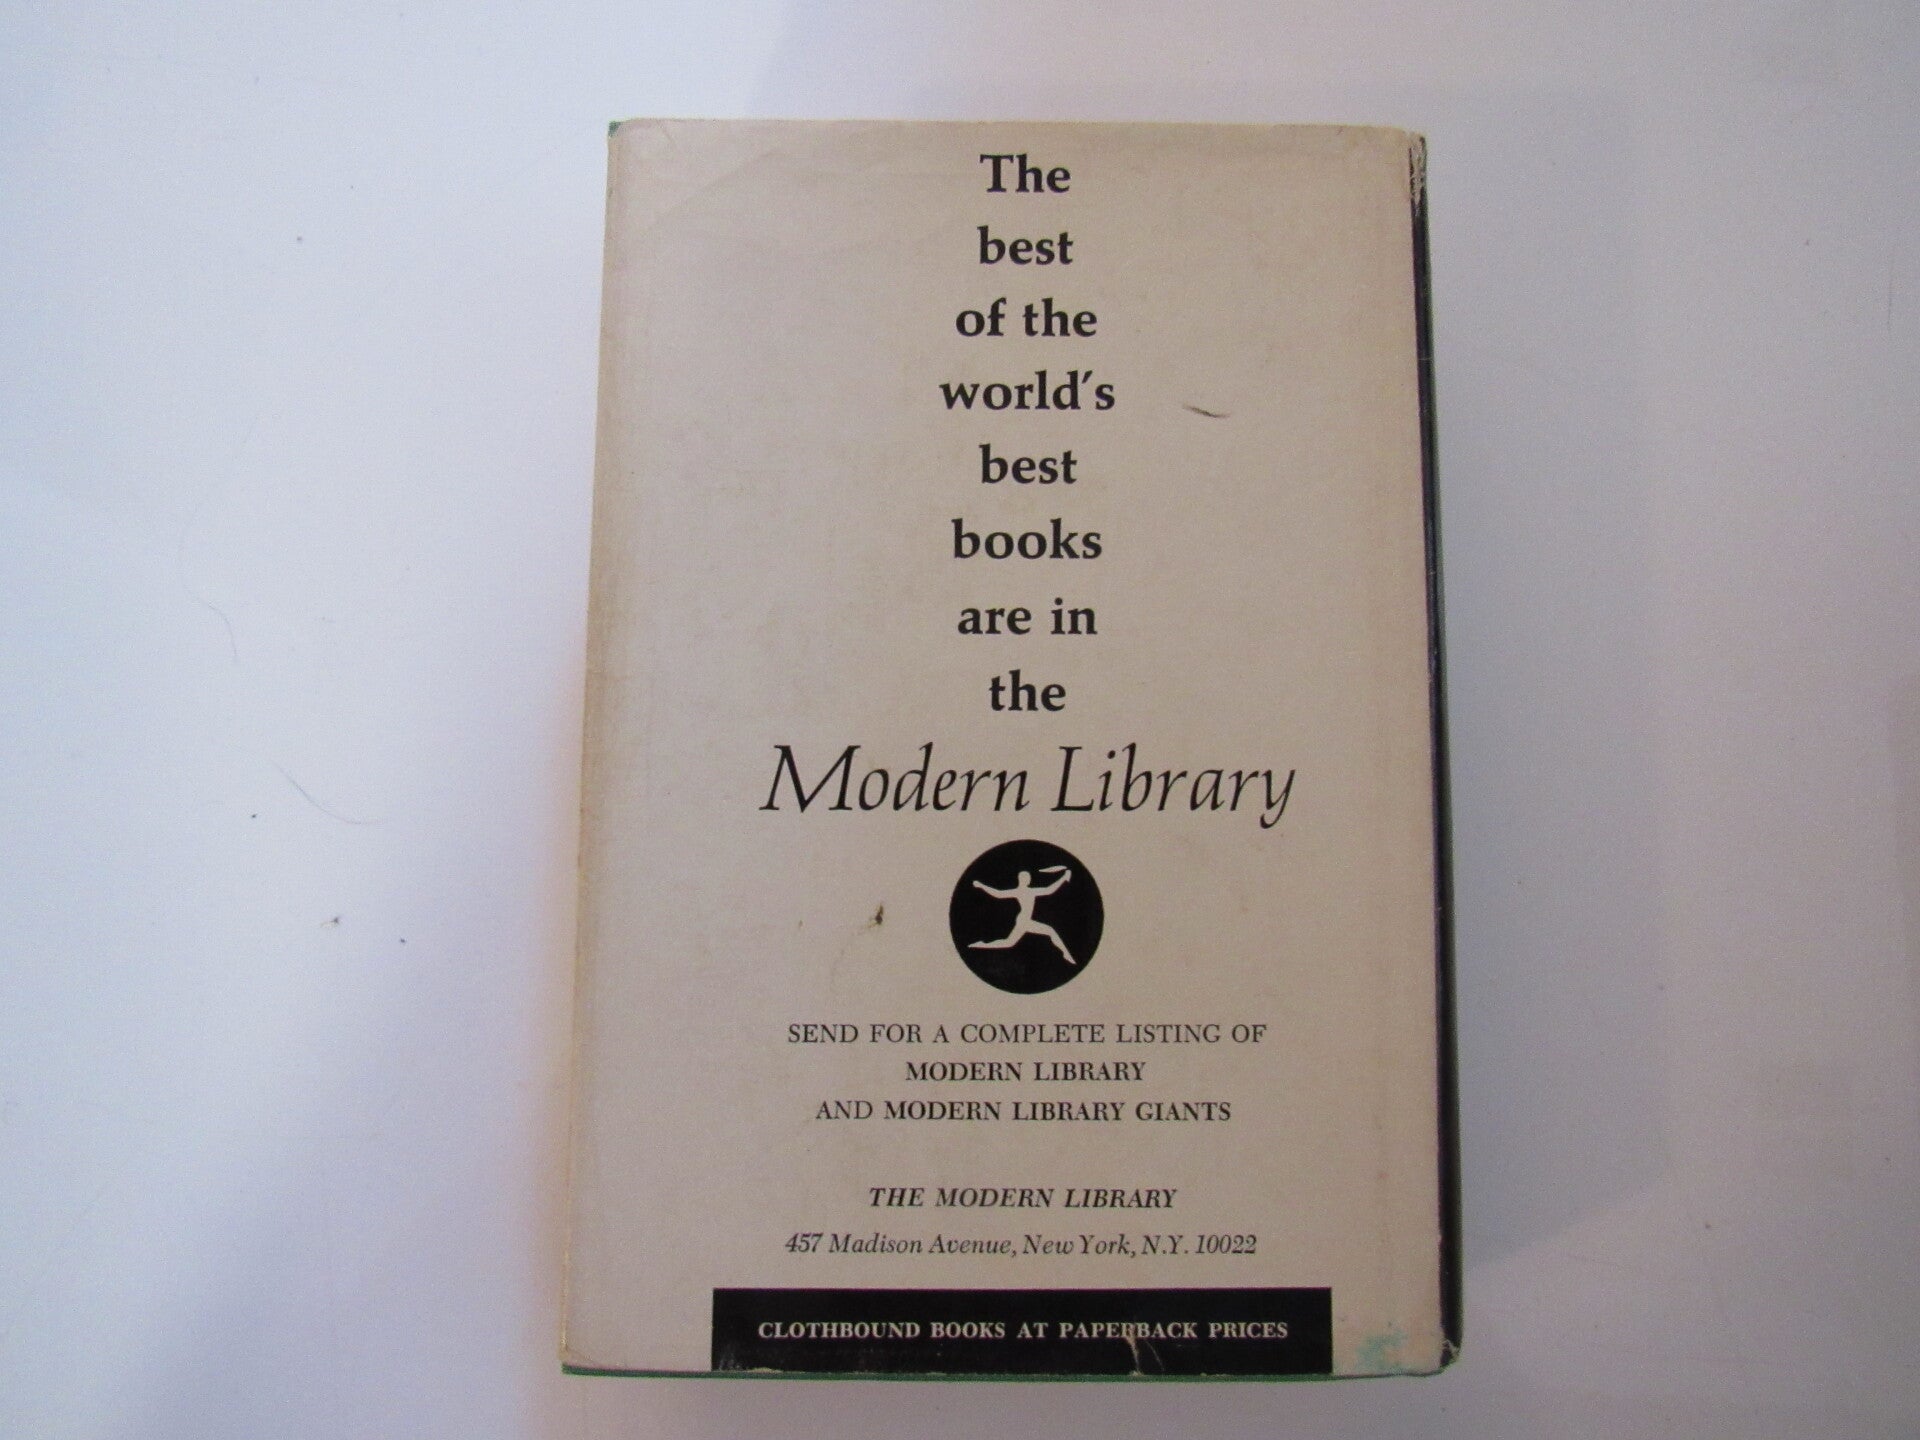 The
best
of the
world's
best
books
are in
the
Modern Library
SEND FOR A COMPLETE LISTING OF
MODERN LIBRARY
AND MODERN LIBRARY GIANTS
THE MODERN LIBRARY
457 Madison Avenue, New York, N.Y. 10022
CLOTHBOUND BOOKS AT PAPERBACK PRICES